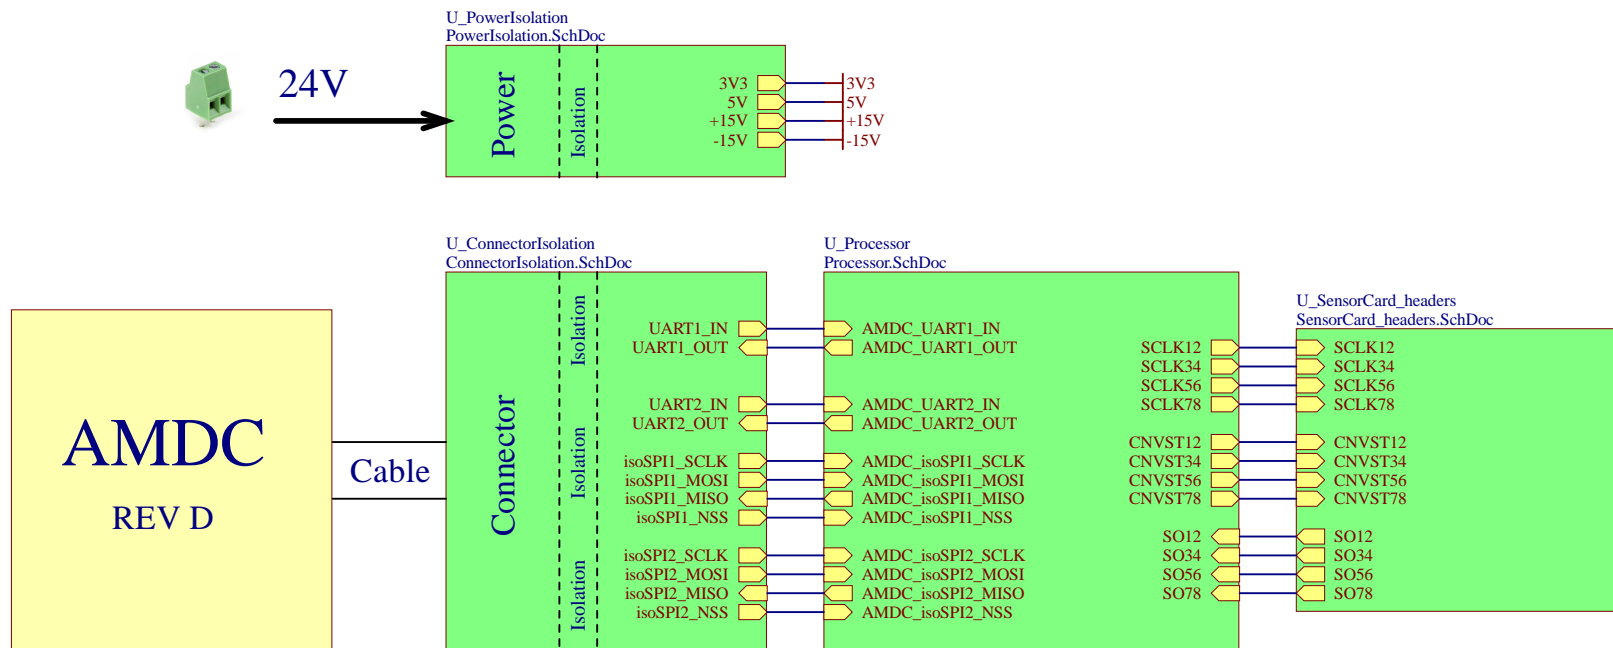 U_PowerIsolation
PowerIsolation.SchDoc
24V
Power
Isolation
3V3
5V
+15V
-15V
3V3
5V
+15V
-15V
AMDC
REV D
Cable
U_ConnectorIsolation
ConnectorIsolation.SchDoc
Connector
Isolation
Isolation
Isolation
UART1_IN
UART1_OUT
UART2_IN
UART2_OUT
isoSPI1_SCLK
isoSPI1_MOSI
isoSPI1_MISO
isoSPI1_NSS
isoSPI2_SCLK
isoSPI2_MOSI
isoSPI2_MISO
isoSPI2_NSS
U_Processor
Processor.SchDoc
AMDC_UART1_IN
AMDC_UART1_OUT
AMDC_UART2_IN
AMDC_UART2_OUT
AMDC_isoSPI1_SCLK
AMDC_isoSPI1_MOSI
AMDC_isoSPI1_MISO
AMDC_isoSPI1_NSS
AMDC_isoSPI2_SCLK
AMDC_isoSPI2_MOSI
AMDC_isoSPI2_MISO
AMDC_isoSPI2_NSS
SCLK12
SCLK34
SCLK56
SCLK78
CNVST12
CNVST34
CNVST56
CNVST78
SO12
SO34
SO56
SO78
U_SensorCard_headers
SensorCard_headers.SchDoc
SCLK12
SCLK34
SCLK56
SCLK78
CNVST12
CNVST34
CNVST56
CNVST78
SO12
SO34
SO56
SO78